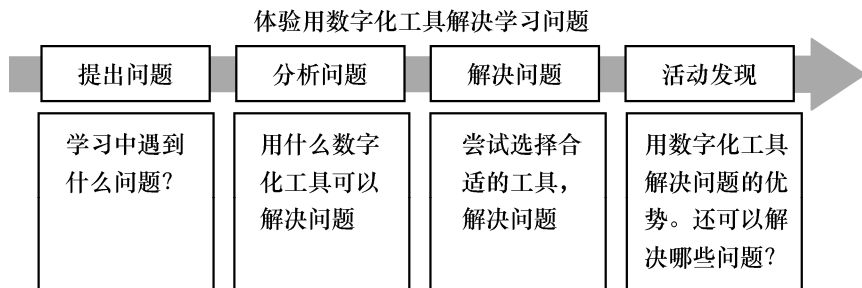 体验用数字化工具解决学习问题
提出问题
分析问题
解决问题
活动发现
学习中遇到
什么问题？
用什么数字
化工具可以
解决问题
尝试选择合
适的工具，
解决问题
用数字化工具
解决问题的优
势。还可以解
决哪些问题？